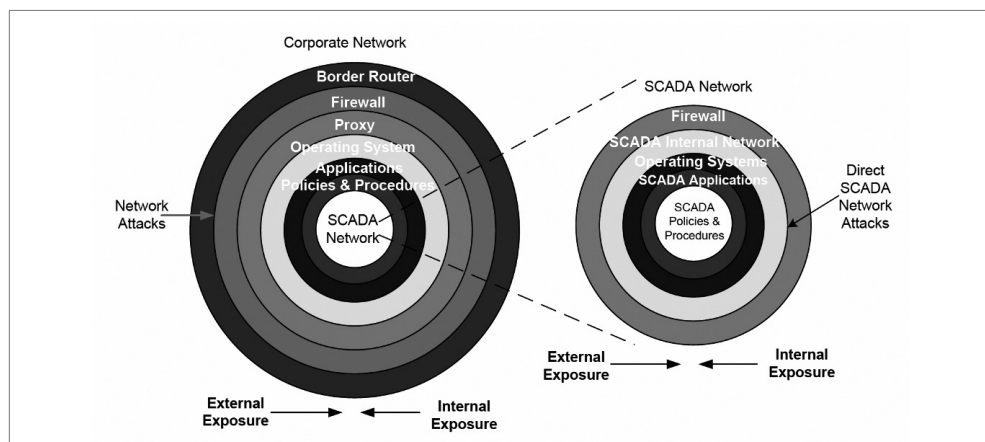 Corporate Network
Border Router
Firewall
Proxy
Operating System
Applications
Policies & Procedures
SCADA
Network
Network
Attacks
External
Exposure
Internal
Exposure
SCADA Network
Firewall
SCADA Internal Network
Operating Systems
SCADA Applications
SCADA
Policies &
Procedures
Direct
SCADA
Network
Attacks
External
Exposure
Internal
Exposure